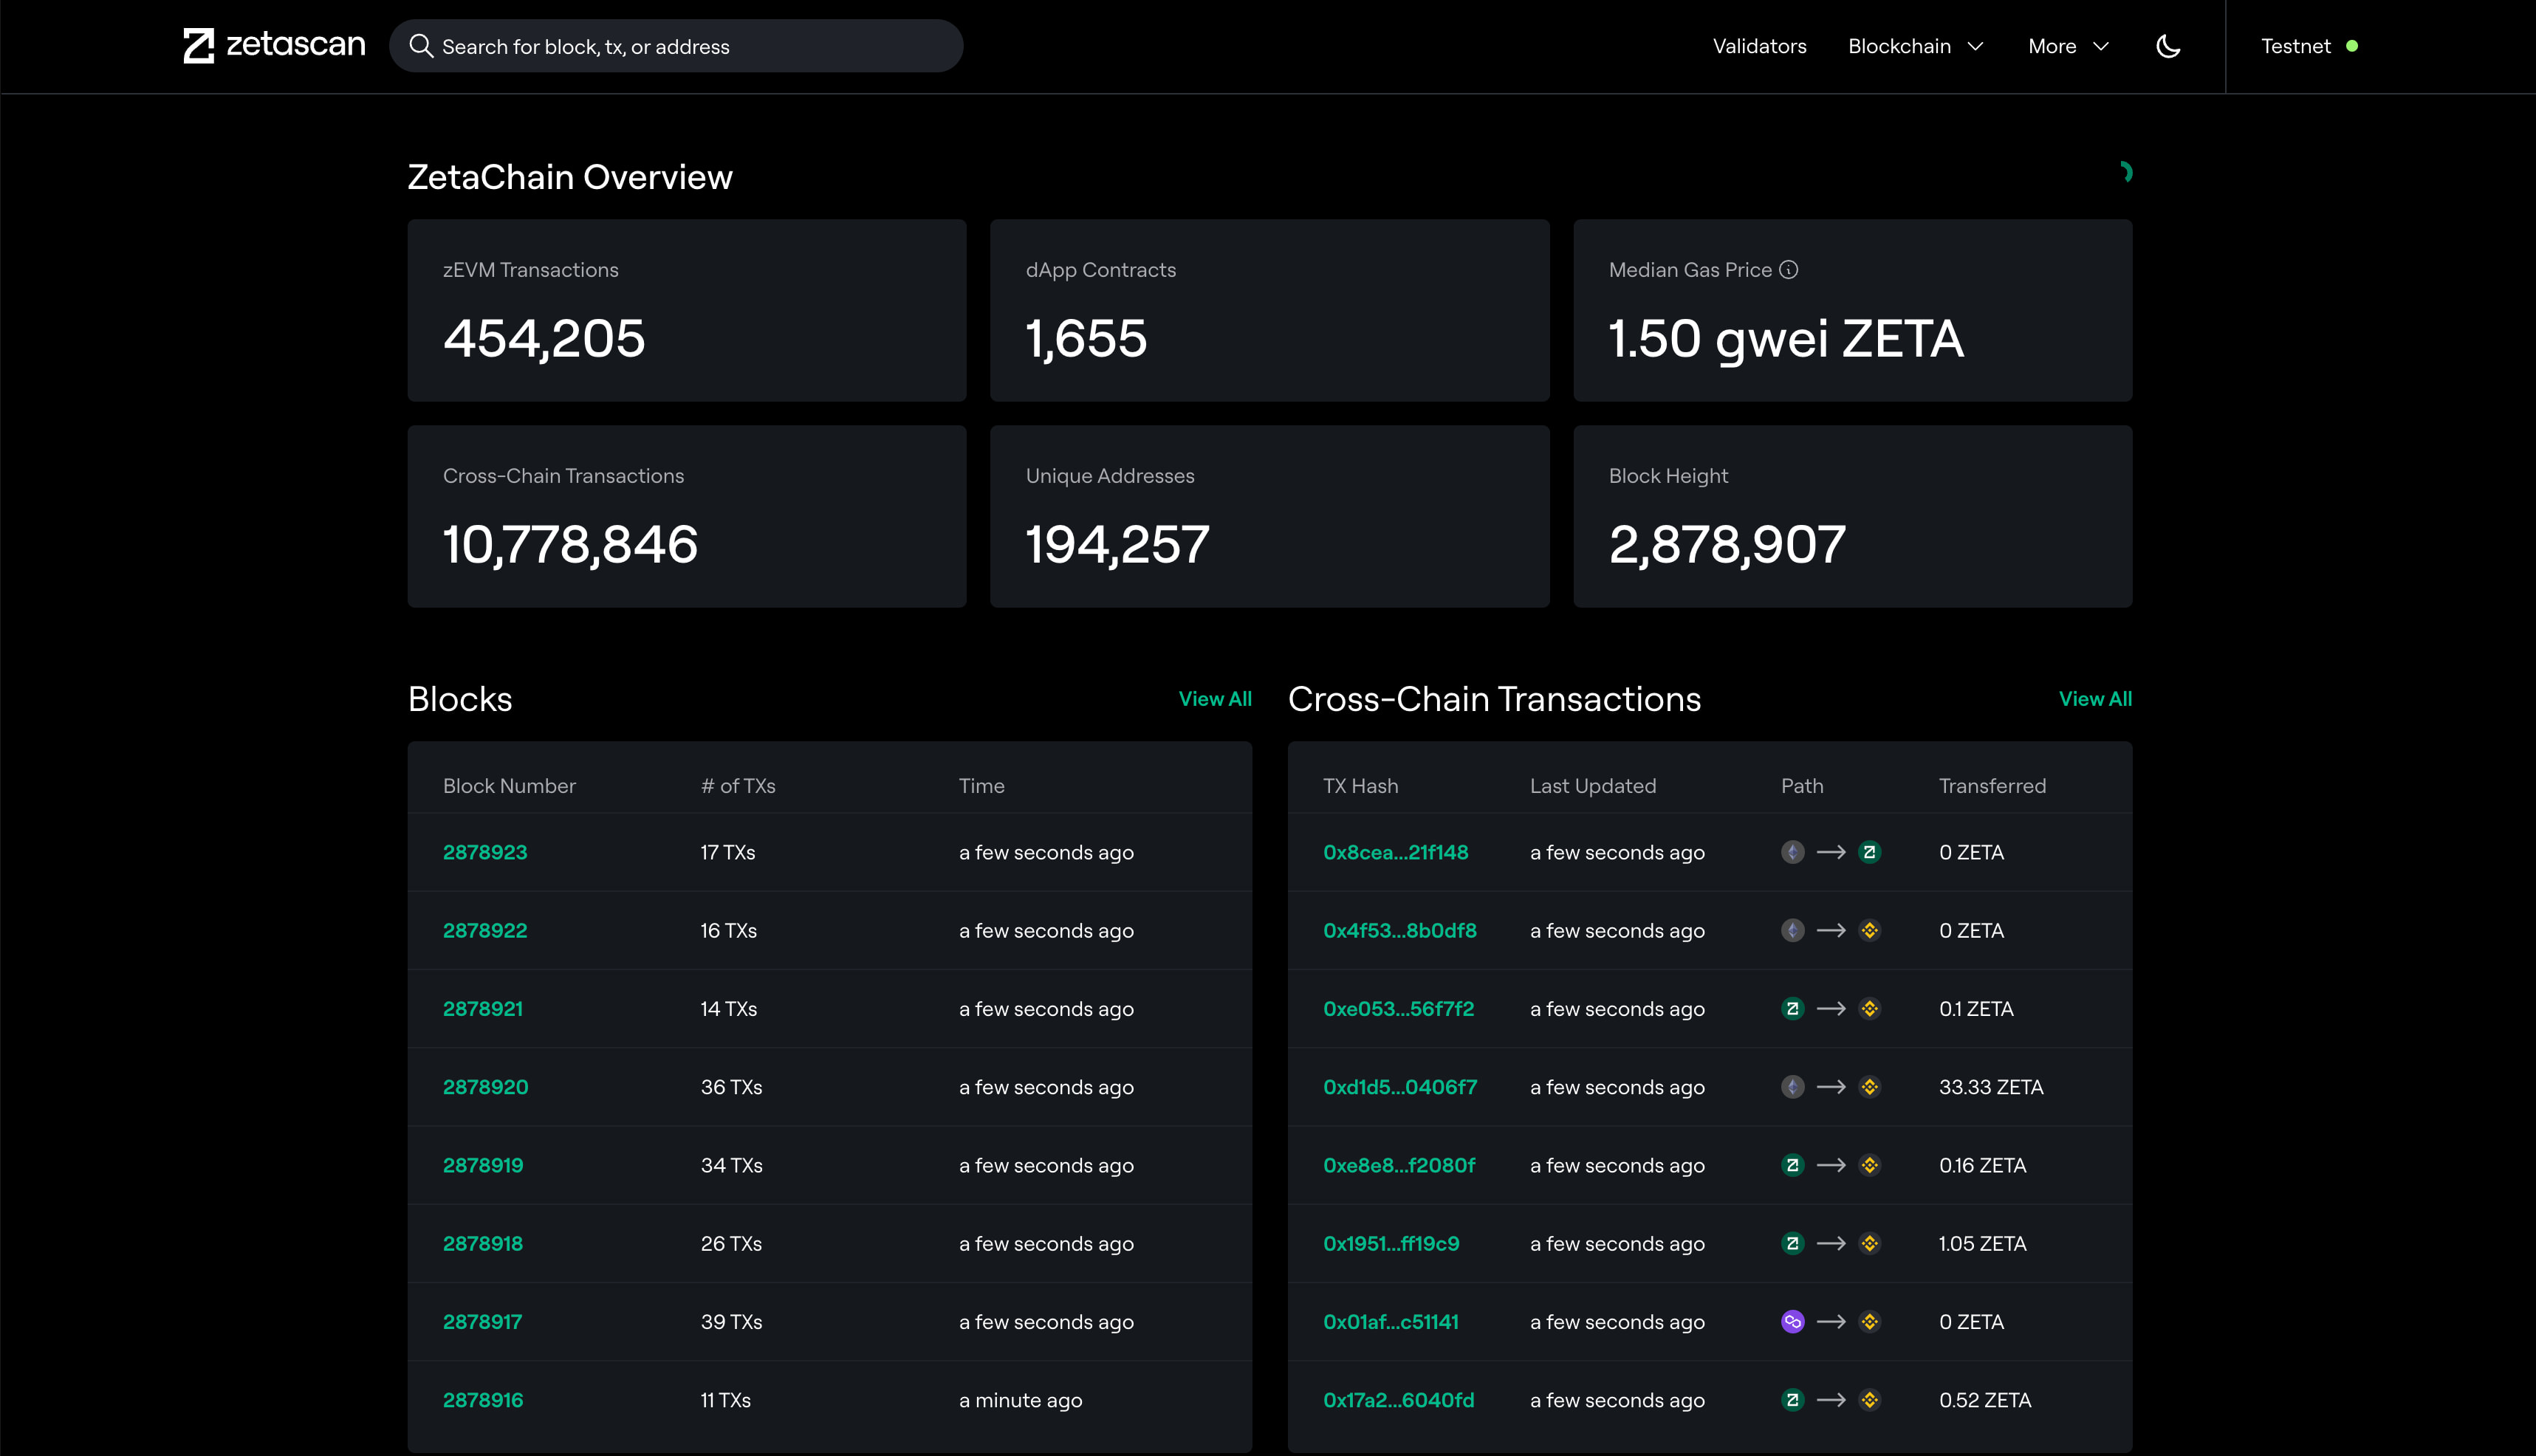 zetascan
Search for block, tx, or address
Validators
Blockchain
More
Testnet
ZetaChain Overview
zEVM Transactions
454,205
dApp Contracts
1,655
Median Gas Price
1.50 gwei ZETA
Cross-Chain Transactions
10,778,846
Unique Addresses
194,257
Block Height
2,878,907
Blocks
View All
Block Number # of TXs Time
2878923 17 TXs a few seconds ago
2878922 16 TXs a few seconds ago
2878921 14 TXs a few seconds ago
2878920 36 TXs a few seconds ago
2878919 34 TXs a few seconds ago
2878918 26 TXs a few seconds ago
2878917 39 TXs a few seconds ago
2878916 11 TXs a minute ago
Cross-Chain Transactions
View All
TX Hash Last Updated Path Transferred
0x8cea...21f148 a few seconds ago 0 ZETA
0x4f53...8b0df8 a few seconds ago 0 ZETA
0xe053...56f7f2 a few seconds ago 0.1 ZETA
0xd1d5...0406f7 a few seconds ago 33.33 ZETA
0xe8e8...f2080f a few seconds ago 0.16 ZETA
0x1951...ff19c9 a few seconds ago 1.05 ZETA
0x01af...c51141 a few seconds ago 0 ZETA
0x17a2...6040fd a few seconds ago 0.52 ZETA